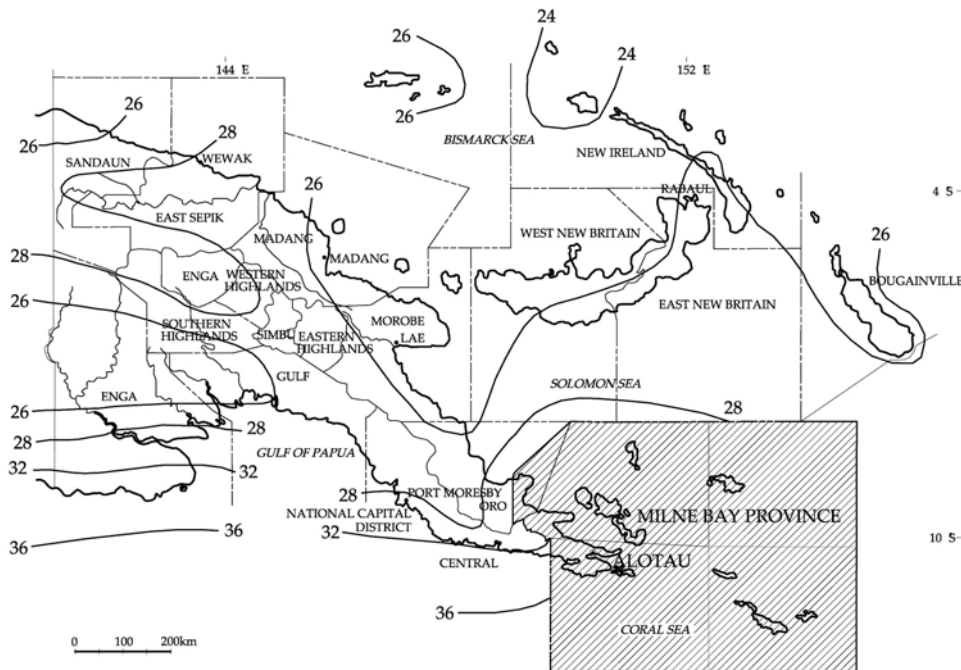 24
26
24
144 E
152 E
26
26
28
BISMARCK SEA
26
NEW IRELAND
SANDAUN
WEWAK
26
RABAUL
4 S
EAST SEPIK
MADANG
WEST NEW BRITAIN
28
MADANG
26
ENGA
WESTERN
HIGHLANDS
BOUGAINVILLE
26
EAST NEW BRITAIN
SOUTHERN
HIGHLANDS
SIMBU
EASTERN
HIGHLANDS
MOROBE
LAE
GULF
SOLOMON SEA
ENGA
26
28
28
28
GULF OF PAPUA
32
32
28
PORT MORESBY
ORO
NATIONAL CAPITAL
DISTRICT
MILNE BAY PROVINCE
36
36
32
10 S
CENTRAL
ALOTAU
36
CORAL SEA
0 100 200km